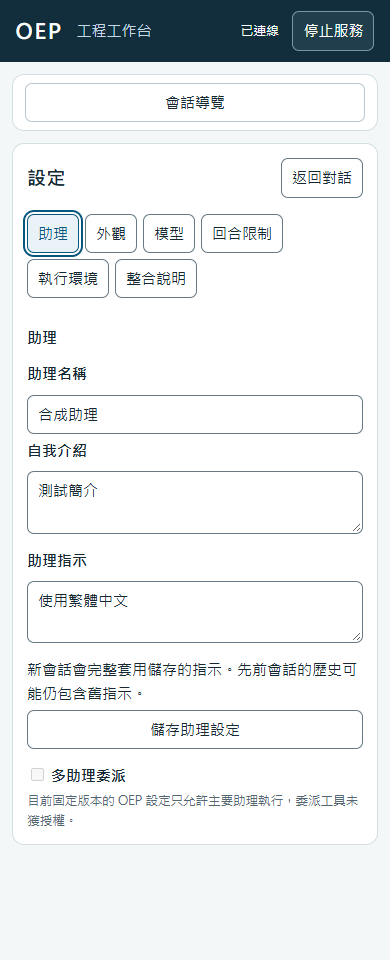 OEP 工程工作台 已連線 停止服務
會話導覽
設定 返回對話
助理 外觀 模型 回合限制
執行環境 整合說明
助理
助理名稱
合成助理
自我介紹
測試簡介
助理指示
使用繁體中文
新會話會完整套用儲存的指示。先前會話的歷史可
能仍包含舊指示。
儲存助理設定
多助理委派
目前固定版本的 OEP 設定只允許主要助理執行，委派工具未
獲授權。